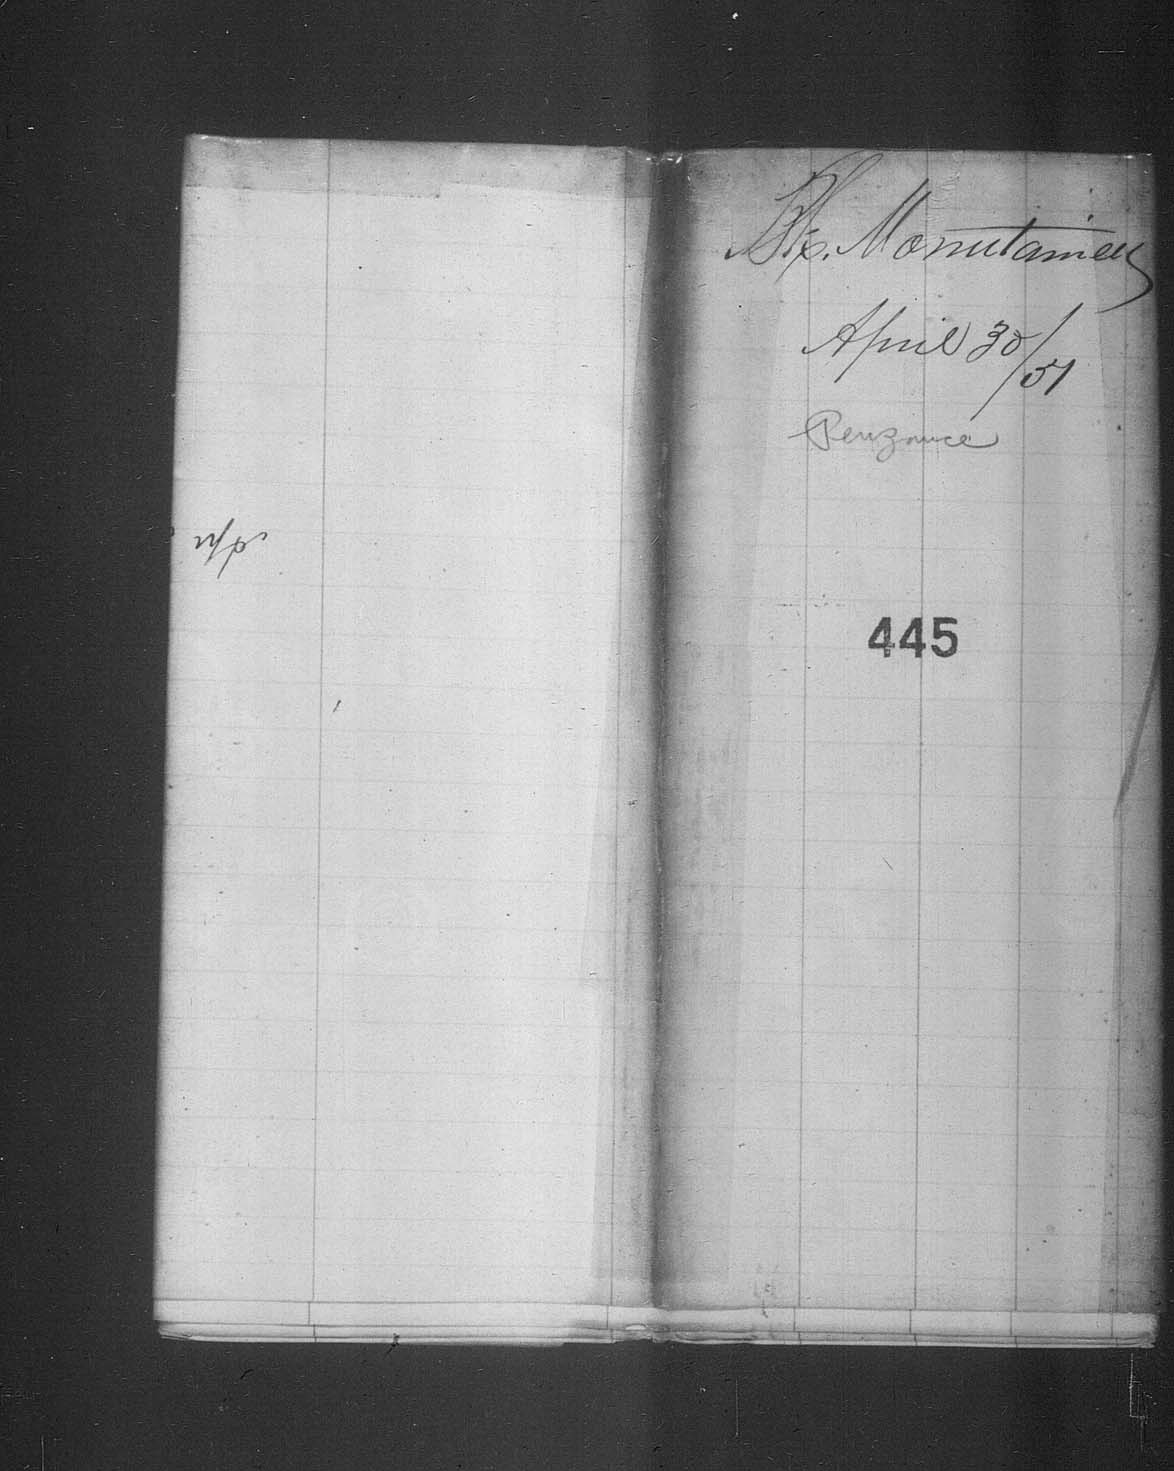 Bk. Mountaineer
April 30/51
Penzance
445